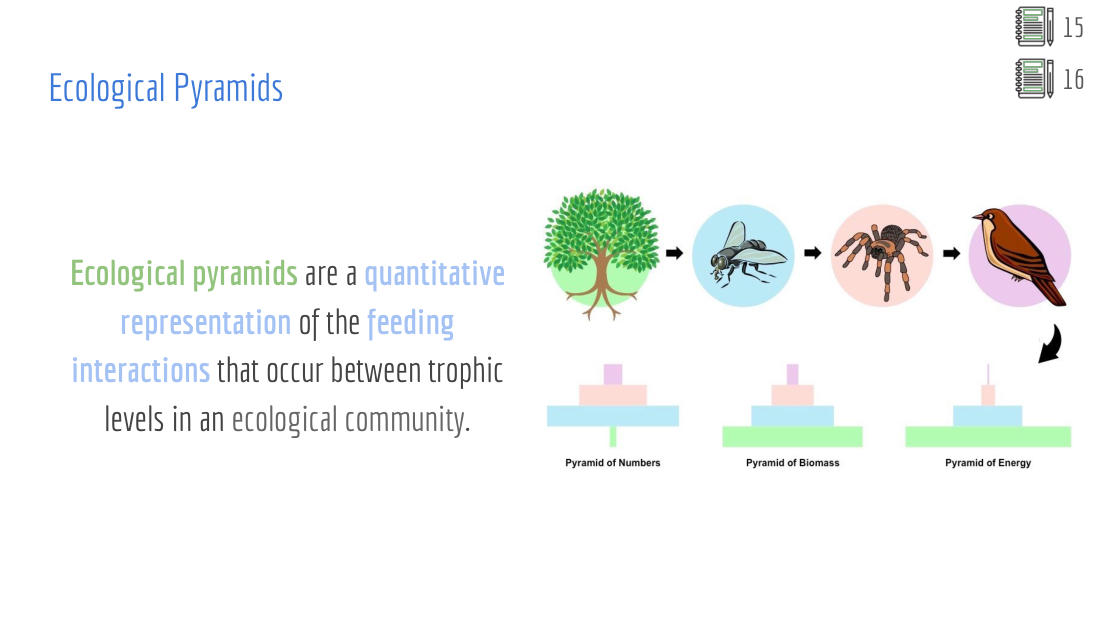 15
16
Ecological Pyramids
Ecological pyramids are a quantitative
representation of the feeding
interactions that occur between trophic
levels in an ecological community.
Pyramid of Numbers
Pyramid of Biomass
Pyramid of Energy